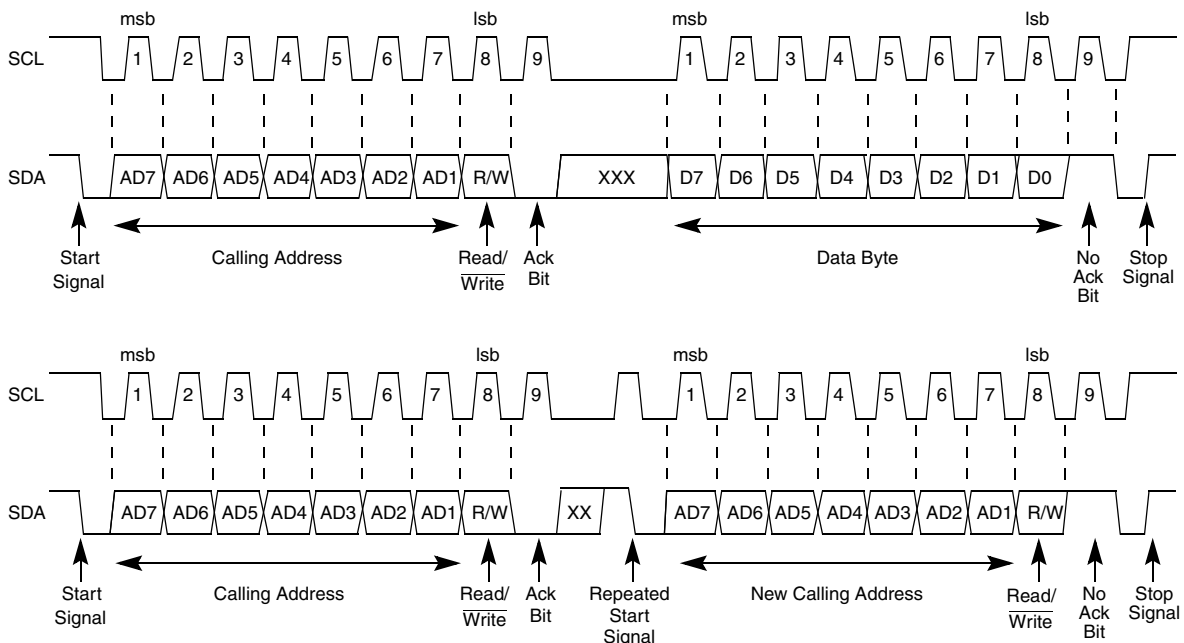 msb lsb msb lsb
SCL 1 2 3 4 5 6 7 8 9 1 2 3 4 5 6 7 8 9
SDA AD7 AD6 AD5 AD4 AD3 AD2 AD1 R/W XXX D7 D6 D5 D4 D3 D2 D1 D0
Start Signal
Calling Address
Read/ Write
Ack Bit
Data Byte
No Ack Bit
Stop Signal
msb lsb msb lsb
SCL 1 2 3 4 5 6 7 8 9 1 2 3 4 5 6 7 8 9
SDA AD7 AD6 AD5 AD4 AD3 AD2 AD1 R/W XX AD7 AD6 AD5 AD4 AD3 AD2 AD1 R/W
Start Signal
Calling Address
Read/ Write
Ack Bit
Repeated Start Signal
New Calling Address
Read/ Write
No Ack Bit
Stop Signal